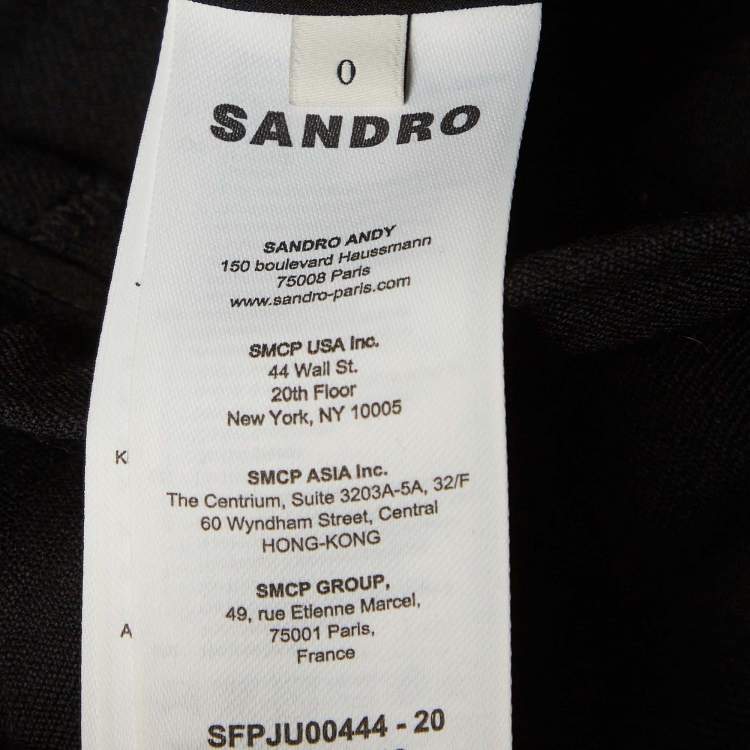 0
SANDRO
SANDRO ANDY
150 boulevard Haussmann
75008 Paris
www.sandro-paris.com
SMCP USA Inc.
44 Wall St.
20th Floor
New York, NY 10005
K
SMCP ASIA Inc.
The Centrium, Suite 3203A-5A, 32/F
60 Wyndham Street, Central
HONG-KONG
SMCP GROUP,
49, rue Etienne Marcel,
A
75001 Paris,
France
SFPJU00444 - 20